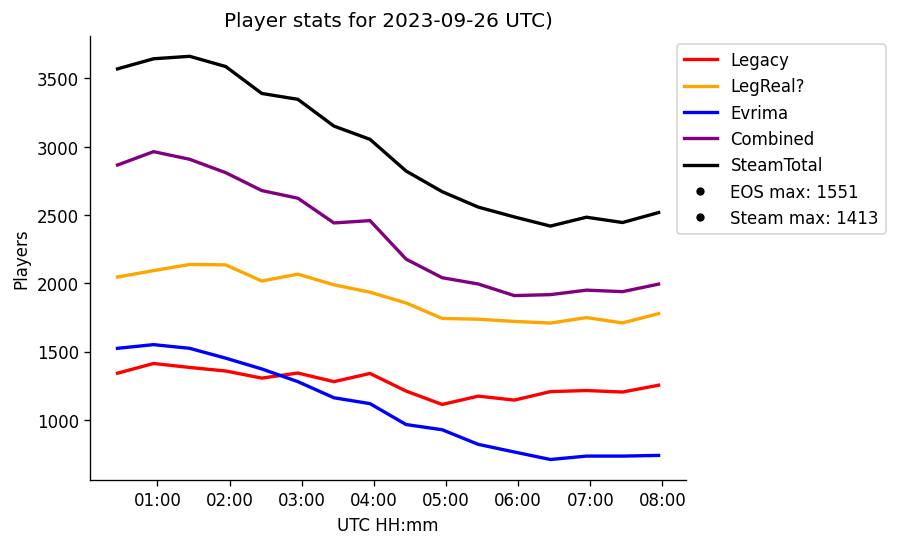 Player stats for 2023-09-26 UTC)
Players
3500
3000
2500
2000
1500
1000
01:00 02:00 03:00 04:00 05:00 06:00 07:00 08:00
UTC HH:mm
Legacy
LegReal?
Evrima
Combined
SteamTotal
EOS max: 1551
Steam max: 1413